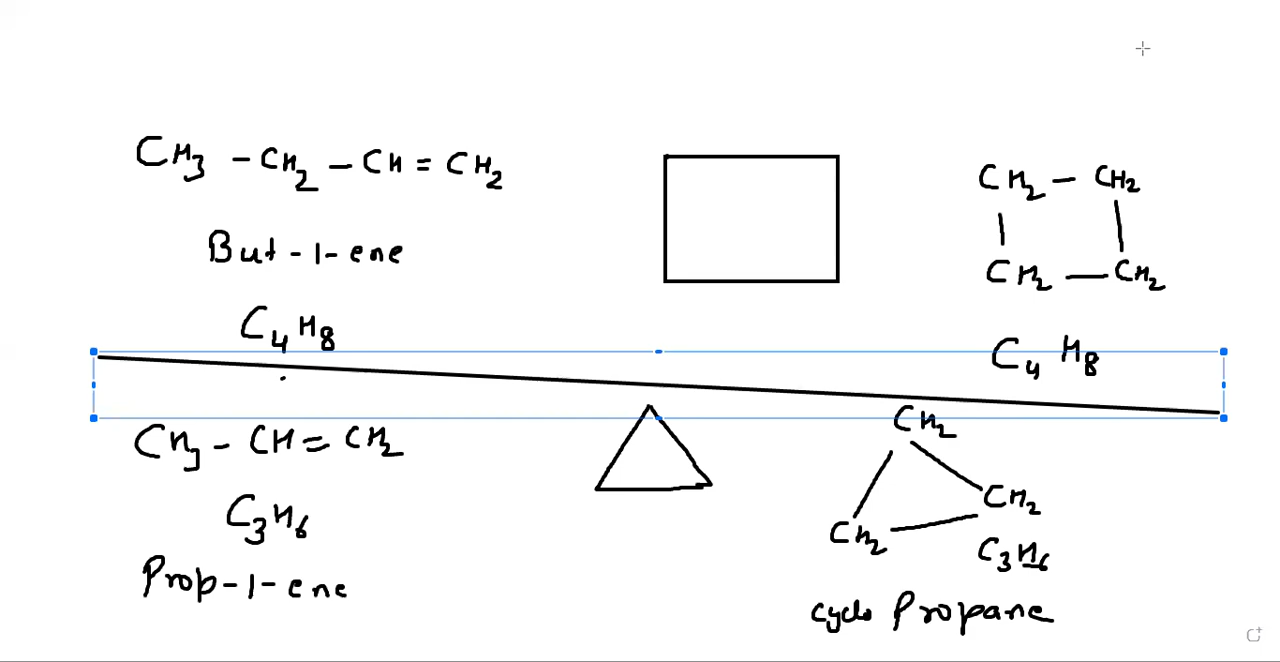 CH3 - CH2 - CH = CH2
But-1-ene
C4H8
CH2 - CH2
CH2 - CH2
C4H8
CH3 - CH = CH2
C3H6
Prop-1-ene
CH2
CH2
CH2
C3H6
cyclo Propane